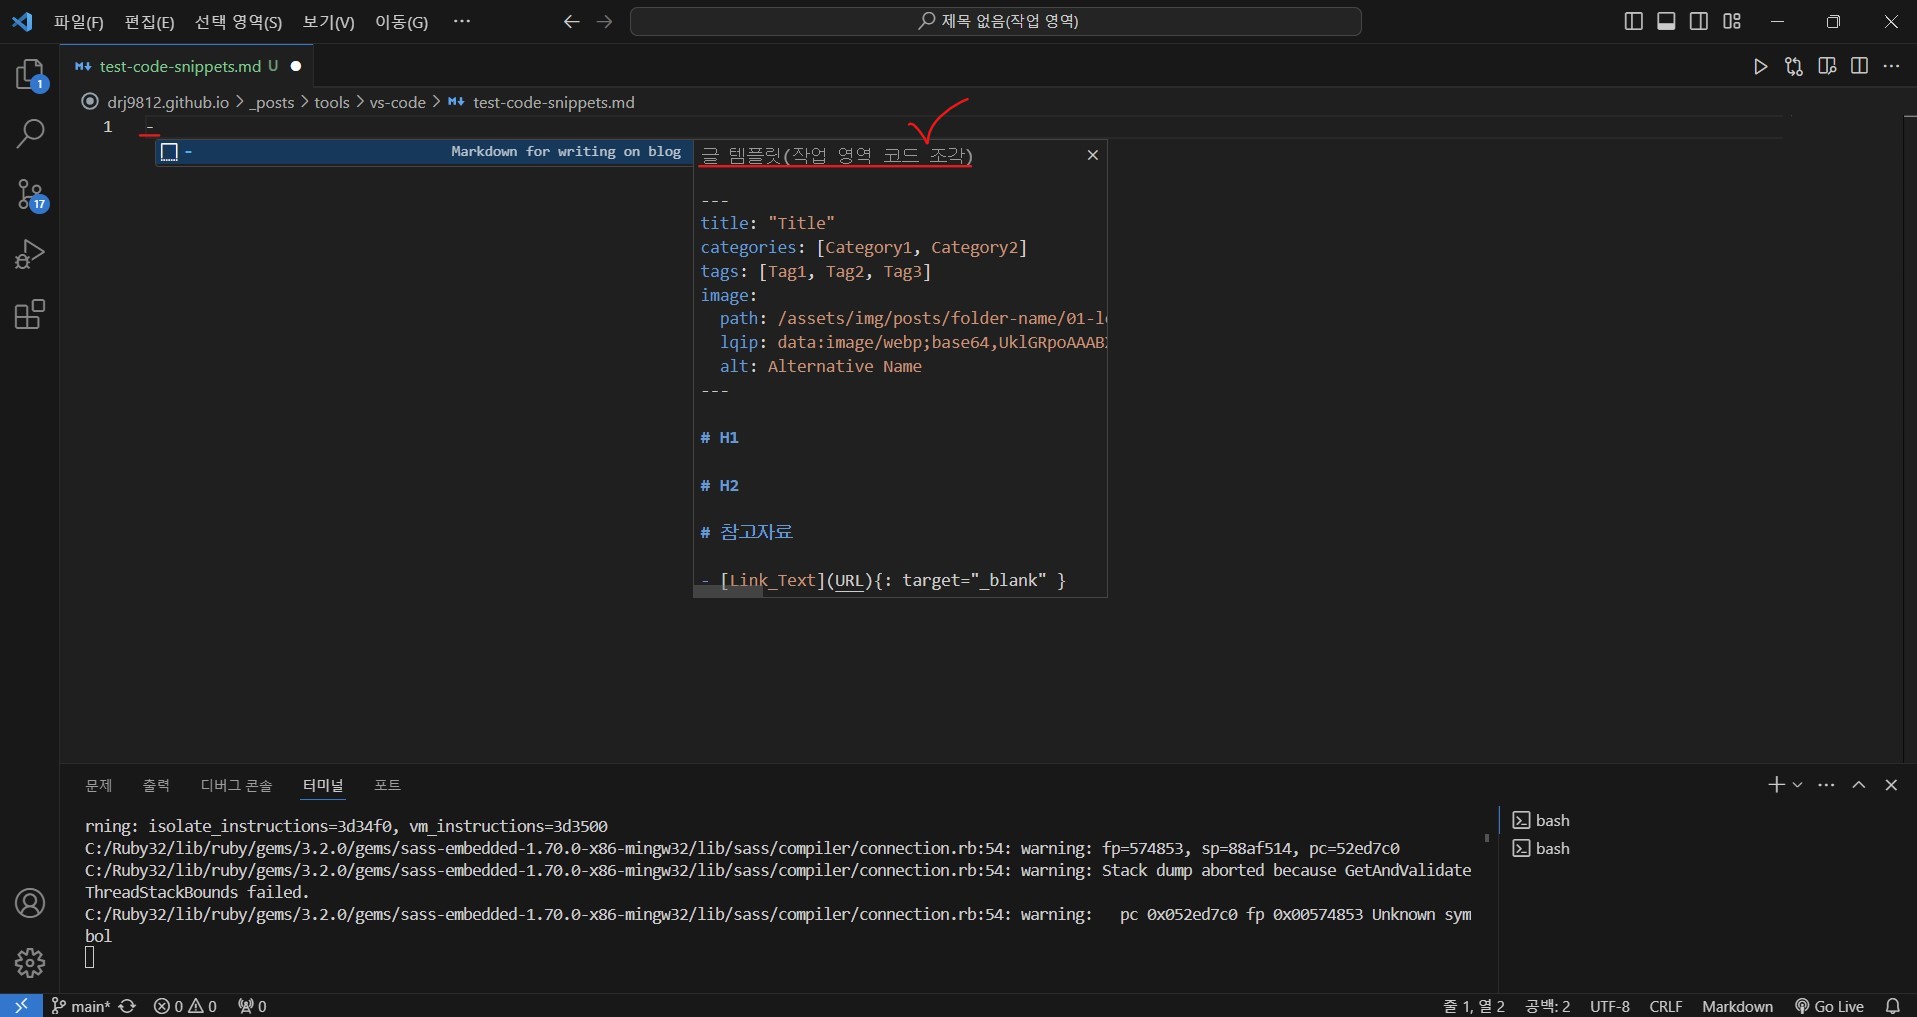 파일(F) 편집(E) 선택 영역(S) 보기(V) 이동(G) ··· 제목 없음(작업 영역)
test-code-snippets.md U
1
drj9812.github.io > _posts > tools > vs-code > test-code-snippets.md
1 -
- Markdown for writing on blog
글 템플릿(작업 영역 코드 조각)
---
title: "Title"
categories: [Category1, Category2]
tags: [Tag1, Tag2, Tag3]
image:
path: /assets/img/posts/folder-name/01-l
lqip: data:image/webp;base64,UklGRpoAAAB
alt: Alternative Name
---
# H1
# H2
# 참고자료
- [Link_Text](URL){: target="_blank" }
17
문제 출력 디버그 콘솔 터미널 포트
rning: isolate_instructions=3d34f0, vm_instructions=3d3500
C:/Ruby32/lib/ruby/gems/3.2.0/gems/sass-embedded-1.70.0-x86-mingw32/lib/sass/compiler/connection.rb:54: warning: fp=574853, sp=88af514, pc=52ed7c0
C:/Ruby32/lib/ruby/gems/3.2.0/gems/sass-embedded-1.70.0-x86-mingw32/lib/sass/compiler/connection.rb:54: warning: Stack dump aborted because GetAndValidate
ThreadStackBounds failed.
C:/Ruby32/lib/ruby/gems/3.2.0/gems/sass-embedded-1.70.0-x86-mingw32/lib/sass/compiler/connection.rb:54: warning:   pc 0x052ed7c0 fp 0x00574853 Unknown sym
bol
bash
bash
main* 0 0 0 줄 1, 열 2 공백: 2 UTF-8 CRLF Markdown Go Live